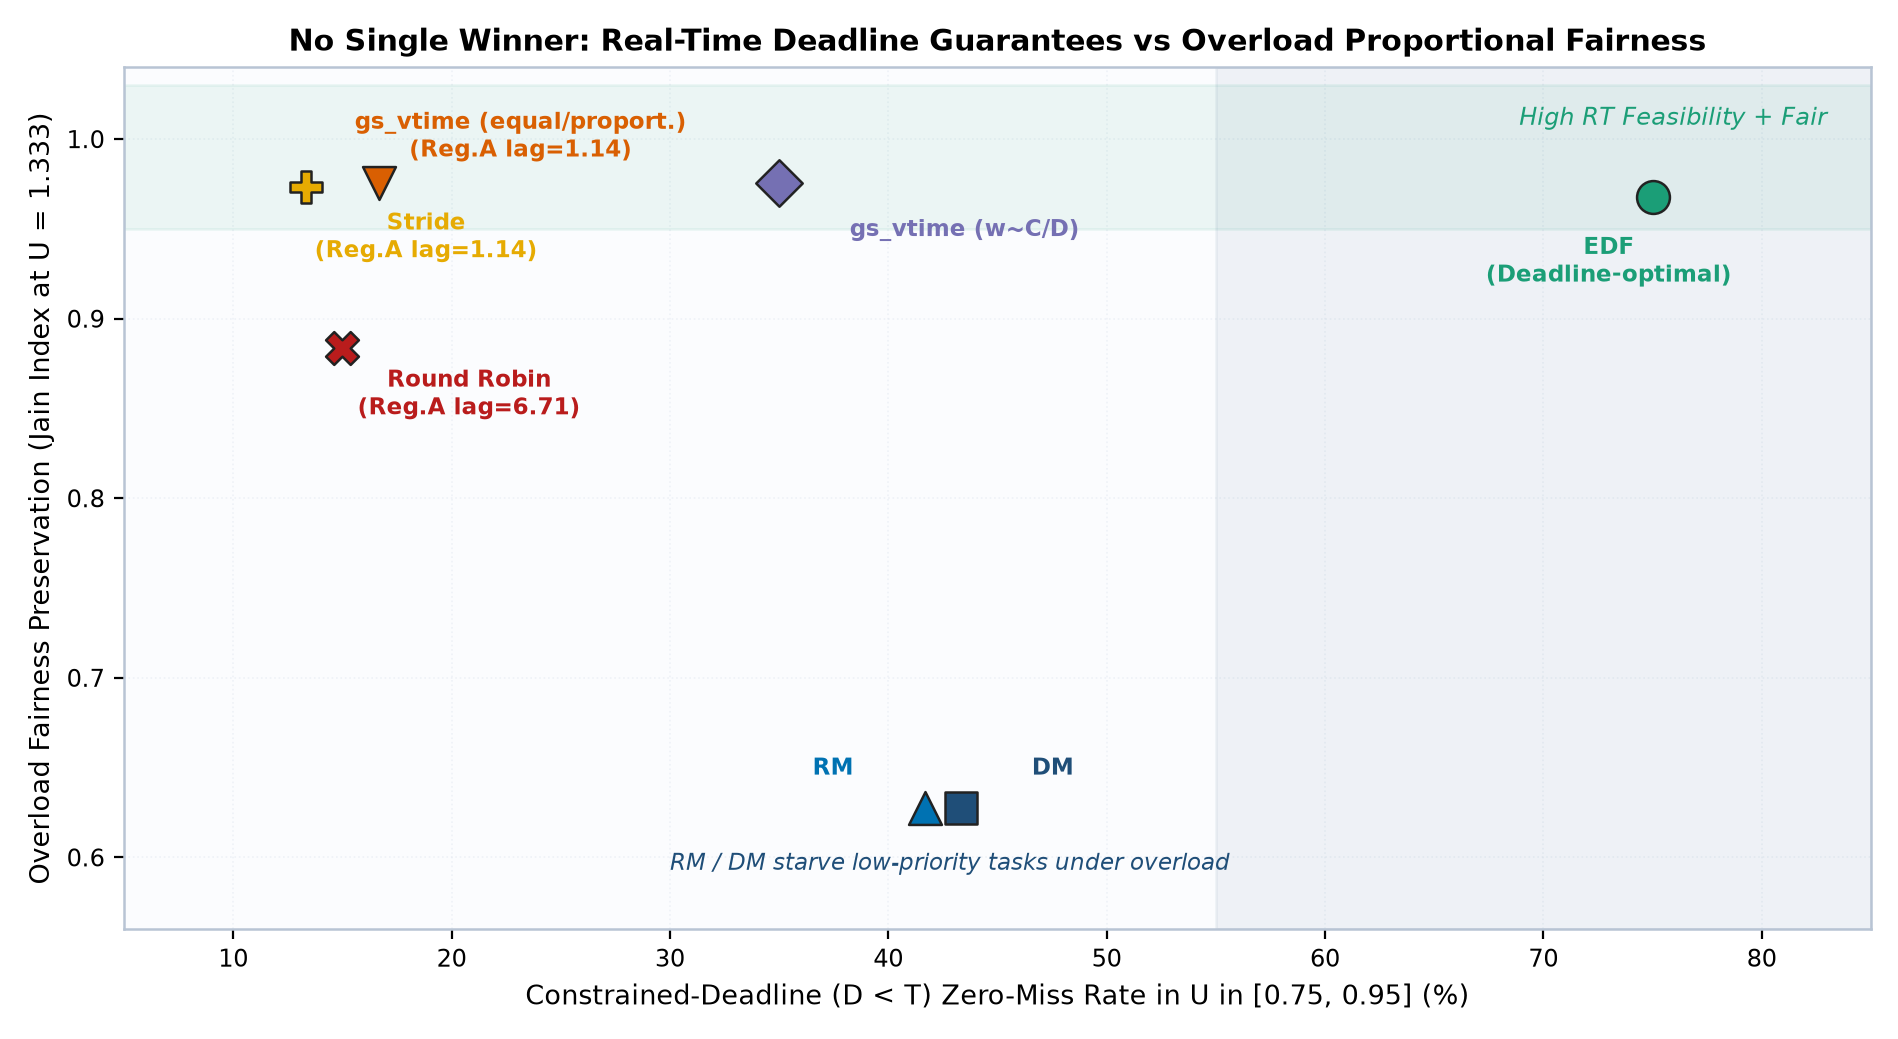 No Single Winner: Real-Time Deadline Guarantees vs Overload Proportional Fairness
Overload Fairness Preservation (Jain Index at U = 1.333)
1.0
0.9
0.8
0.7
0.6
High RT Feasibility + Fair
gs_vtime (equal/proport.)
(Reg.A lag=1.14)
Stride
(Reg.A lag=1.14)
gs_vtime (w~C/D)
EDF
(Deadline-optimal)
Round Robin
(Reg.A lag=6.71)
RM
DM
RM / DM starve low-priority tasks under overload
10
20
30
40
50
60
70
80
Constrained-Deadline (D < T) Zero-Miss Rate in U in [0.75, 0.95] (%)